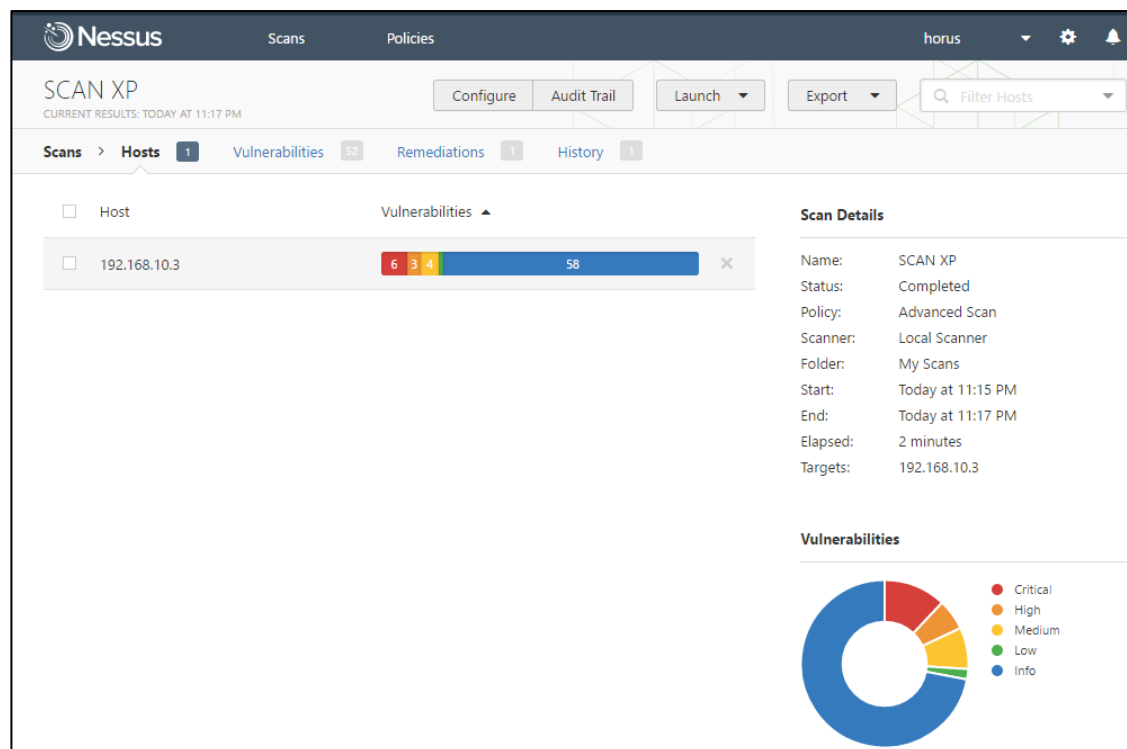 Nessus Scans Policies horus
SCAN XP
CURRENT RESULTS: TODAY AT 11:17 PM
Configure Audit Trail Launch Export Filter Hosts
Scans > Hosts 1 Vulnerabilities 52 Remediations 1 History 1
Host Vulnerabilities
192.168.10.3 6 3 4 58
Scan Details
Name: SCAN XP
Status: Completed
Policy: Advanced Scan
Scanner: Local Scanner
Folder: My Scans
Start: Today at 11:15 PM
End: Today at 11:17 PM
Elapsed: 2 minutes
Targets: 192.168.10.3
Vulnerabilities
Critical
High
Medium
Low
Info